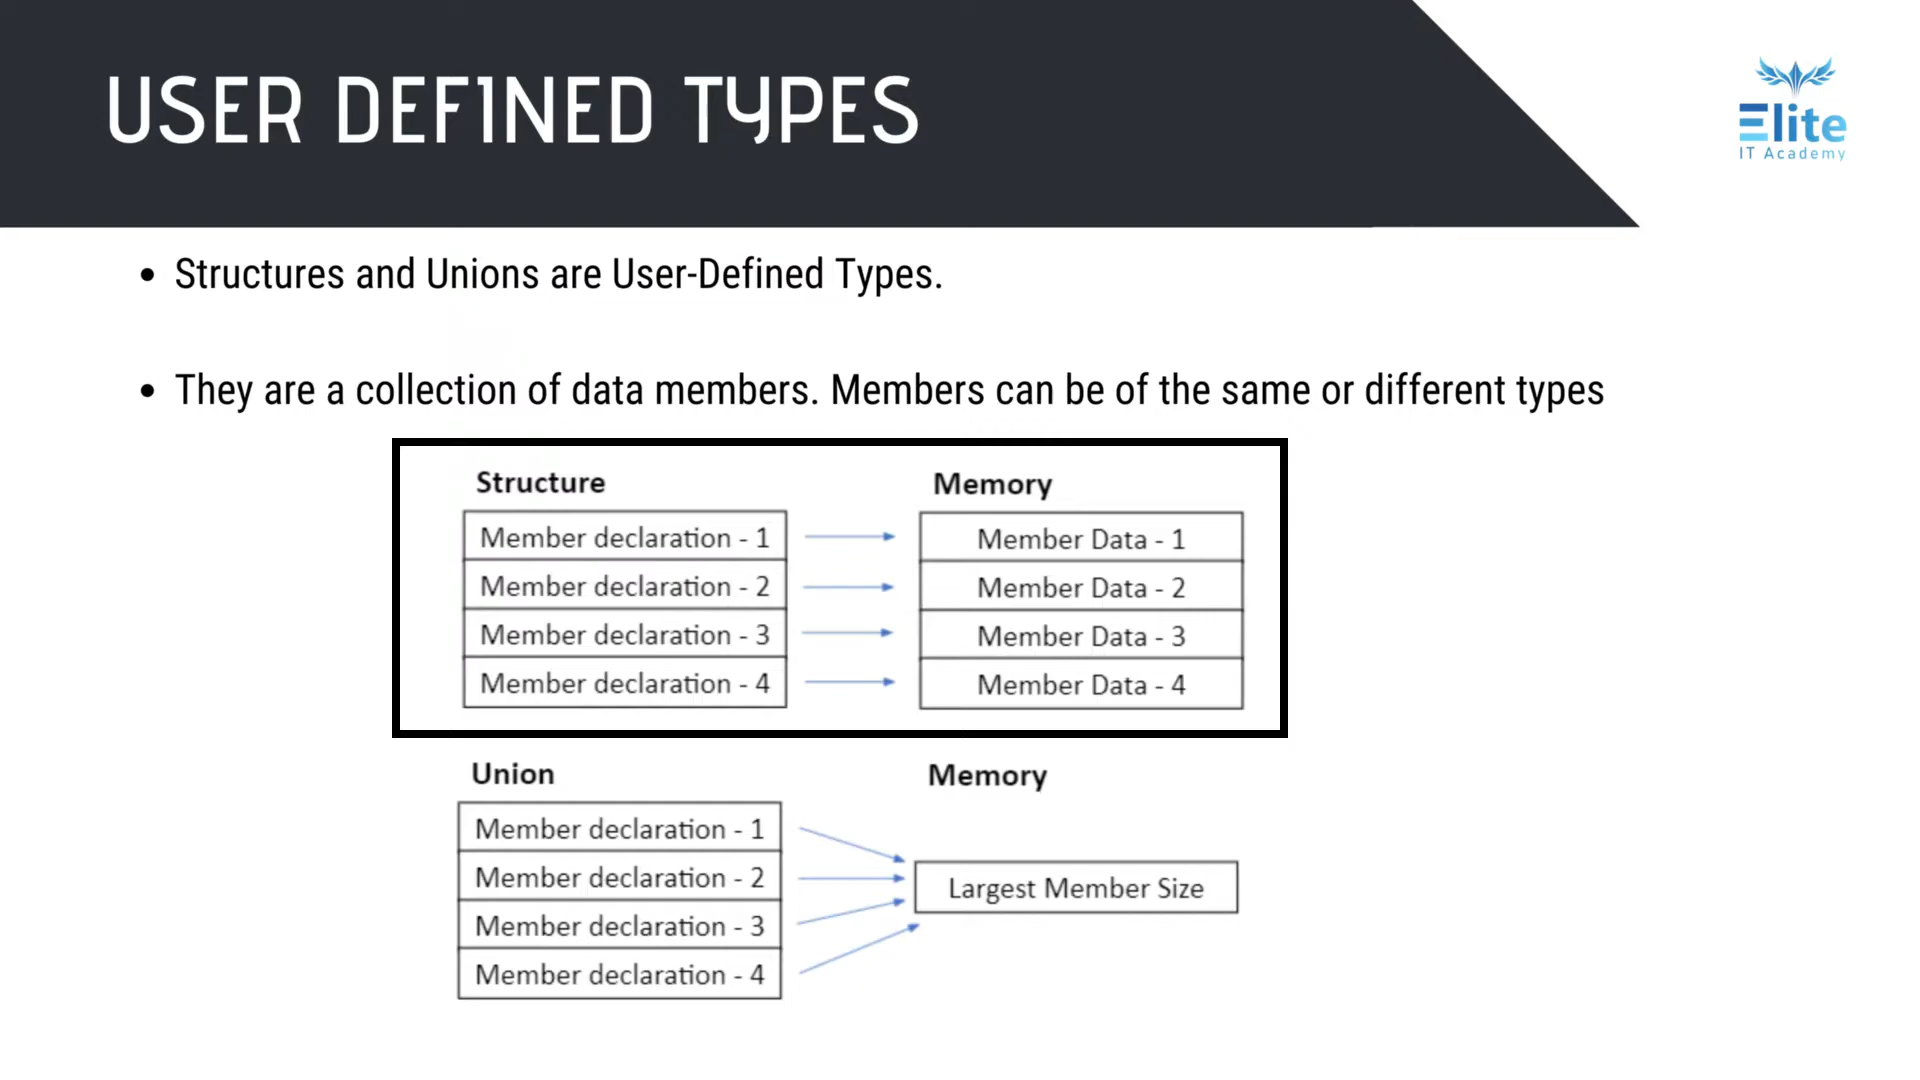 USER DEFINED TYPES
Elite
IT Academy
• Structures and Unions are User-Defined Types.
• They are a collection of data members. Members can be of the same or different types
Structure
Memory
Member declaration - 1
Member Data - 1
Member declaration - 2
Member Data - 2
Member declaration - 3
Member Data - 3
Member declaration - 4
Member Data - 4
Union
Memory
Member declaration - 1
Member declaration - 2
Largest Member Size
Member declaration - 3
Member declaration - 4